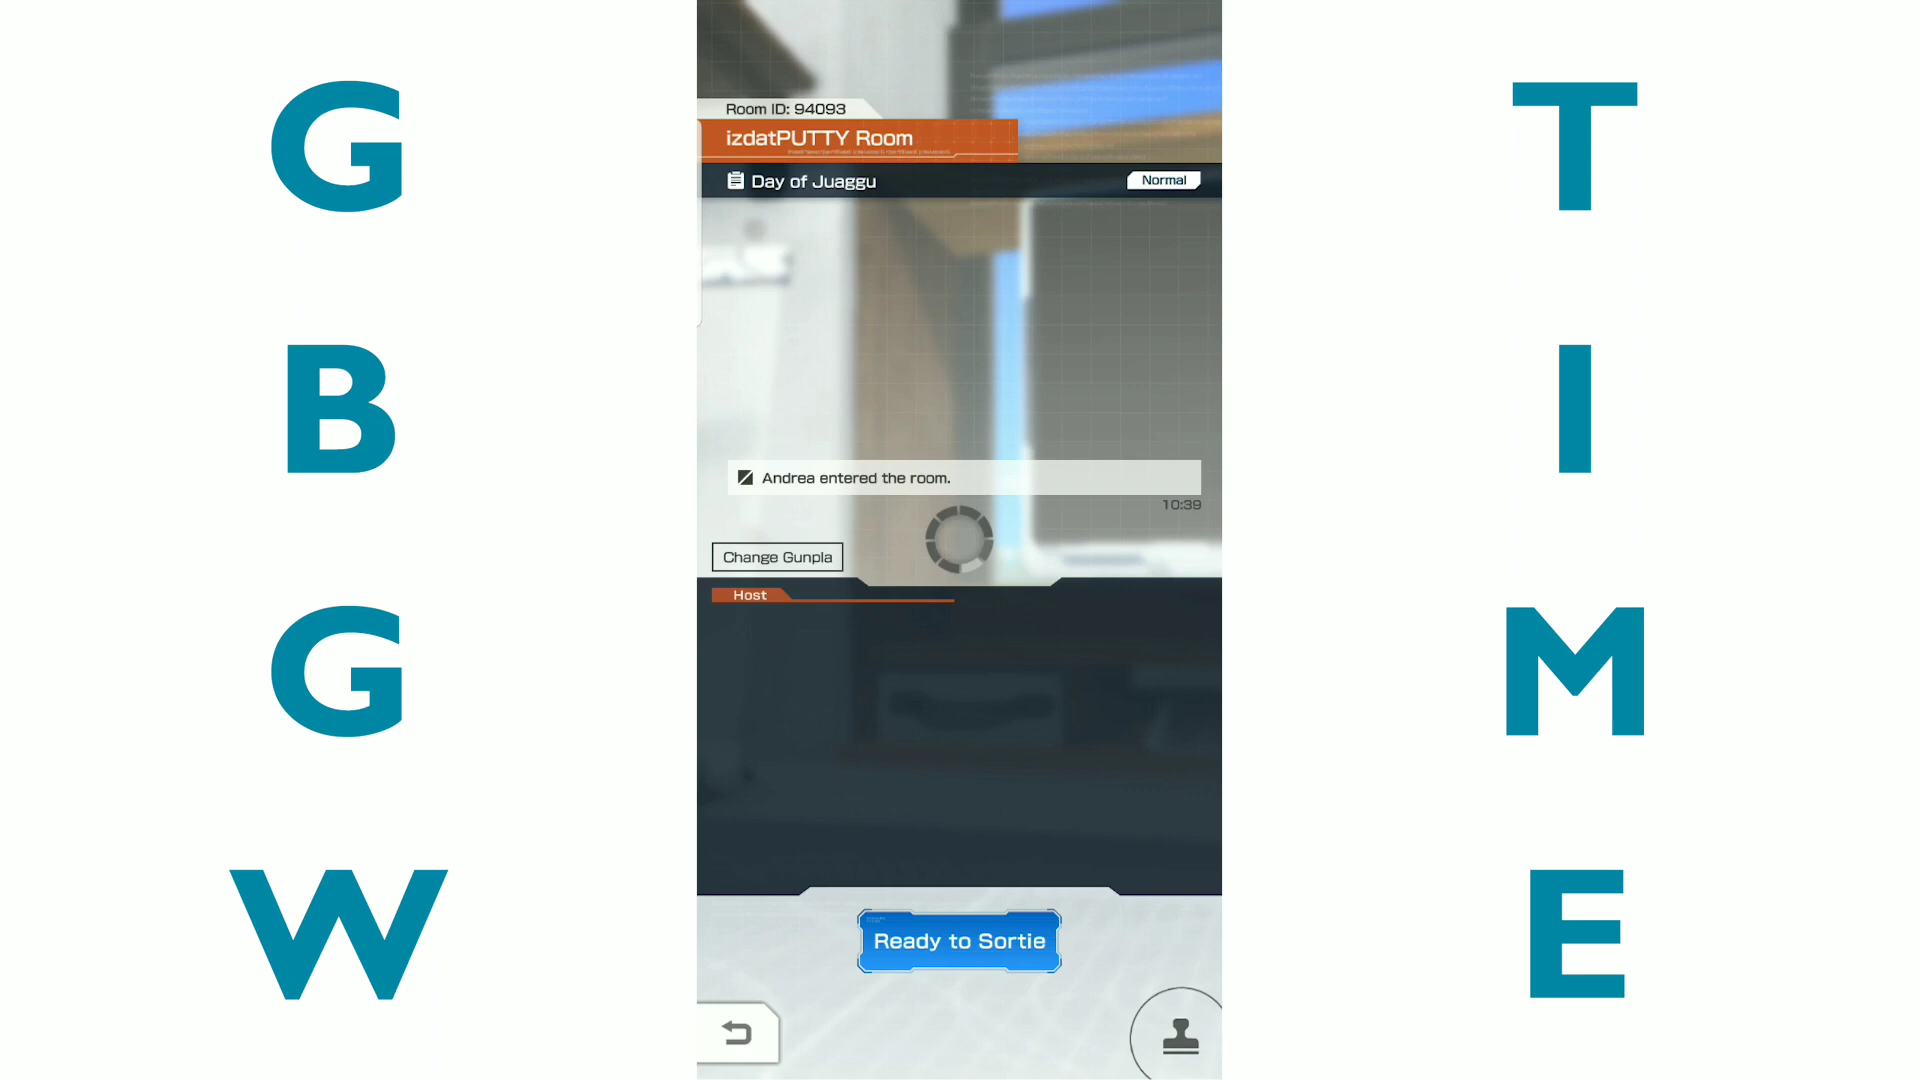 G
B
G
W
Room ID: 94093
izdatPUTTY Room
Day of Juaggu
Normal
Andrea entered the room.
10:39
Change Gunpla
Host
Ready to Sortie
T
I
M
E